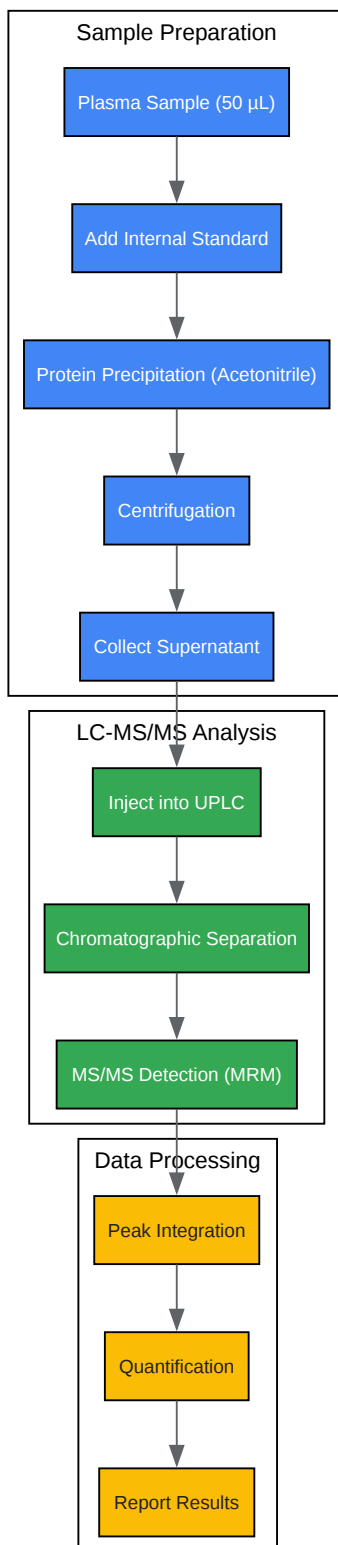 Sample Preparation
Plasma Sample (50 µL)
Add Internal Standard
Protein Precipitation (Acetonitrile)
Centrifugation
Collect Supernatant
LC-MS/MS Analysis
Inject into UPLC
Chromatographic Separation
MS/MS Detection (MRM)
Data Processing
Peak Integration
Quantification
Report Results